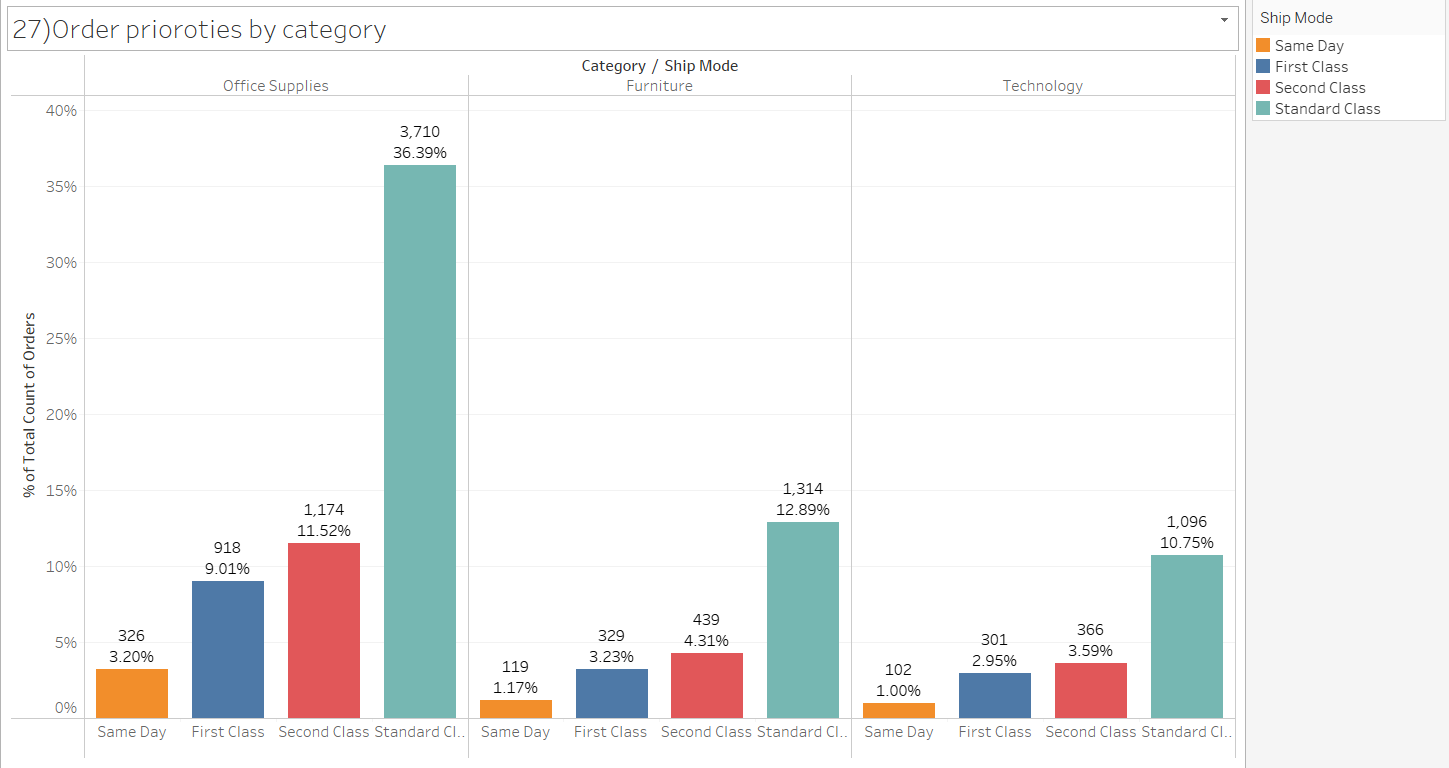 27)Order prioroties by category
Category / Ship Mode
Office Supplies
Furniture
Technology
% of Total Count of Orders
40%
35%
30%
25%
20%
15%
10%
5%
0%
326
3.20%
918
9.01%
1,174
11.52%
3,710
36.39%
119
1.17%
329
3.23%
439
4.31%
1,314
12.89%
102
1.00%
301
2.95%
366
3.59%
1,096
10.75%
Same Day First Class Second Class Standard Cl.. Same Day First Class Second Class Standard Cl.. Same Day First Class Second Class Standard Cl..
Ship Mode
Same Day
First Class
Second Class
Standard Class